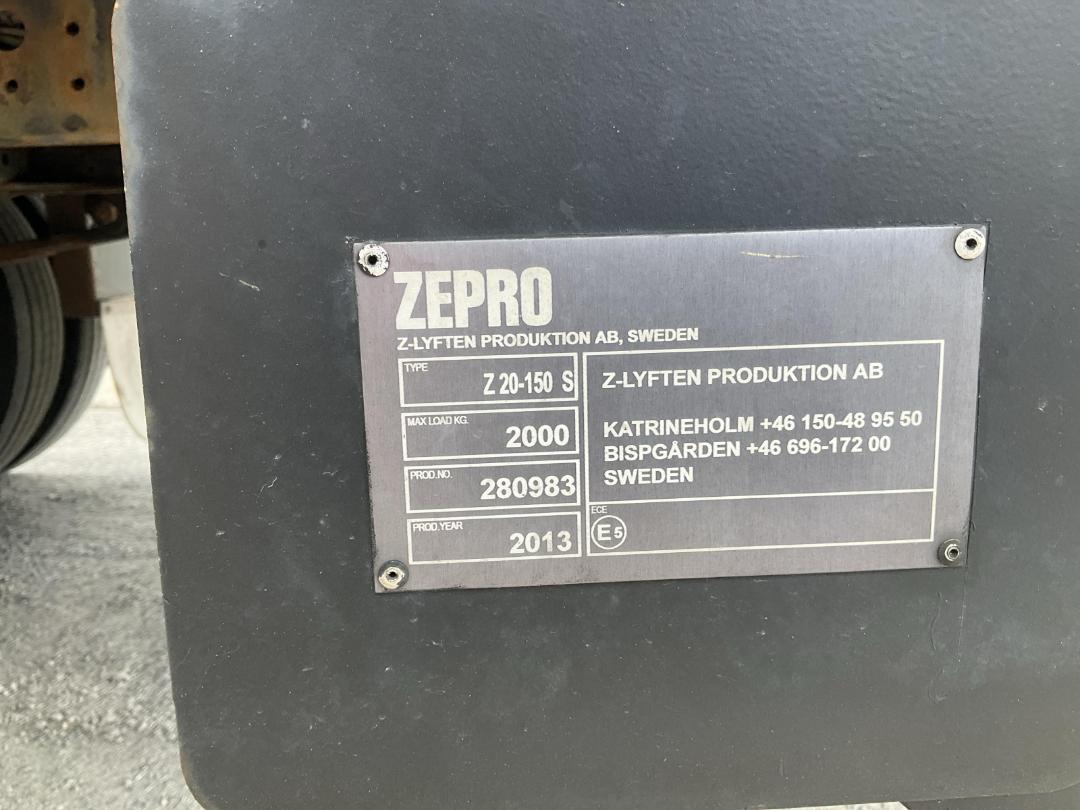 ZEPRO
Z-LYFTEN PRODUKTION AB, SWEDEN
TYPE
Z 20-150 S
MAX LOAD KG.
2000
PROD.NO.
280983
PROD.YEAR
2013
Z-LYFTEN PRODUKTION AB
KATRINEHOLM +46 150-48 95 50
BISPGÅRDEN +46 696-172 00
SWEDEN
ECE
E5